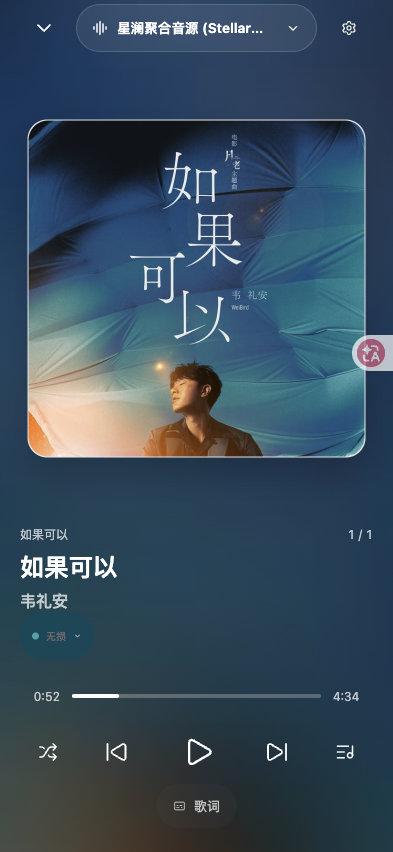 星澜聚合音源 (Stellar...
电影
月老
主题曲
如果可以
韦礼安
WeiBird
如果可以
1 / 1
如果可以
韦礼安
无损
0:52
4:34
歌词